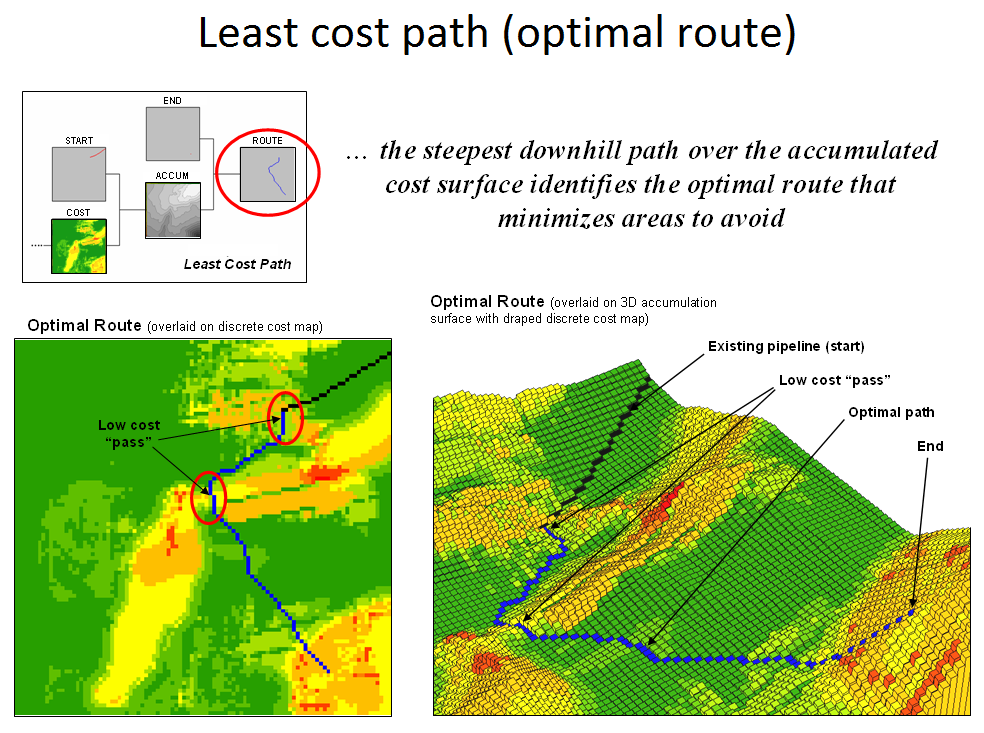 Least cost path (optimal route)
END
START
ROUTE
ACCUM
COST
Least Cost Path
… the steepest downhill path over the accumulated
cost surface identifies the optimal route that
minimizes areas to avoid
Optimal Route (overlaid on discrete cost map)
Low cost
“pass”
Optimal Route (overlaid on 3D accumulation
surface with draped discrete cost map)
Existing pipeline (start)
Low cost “pass”
Optimal path
End